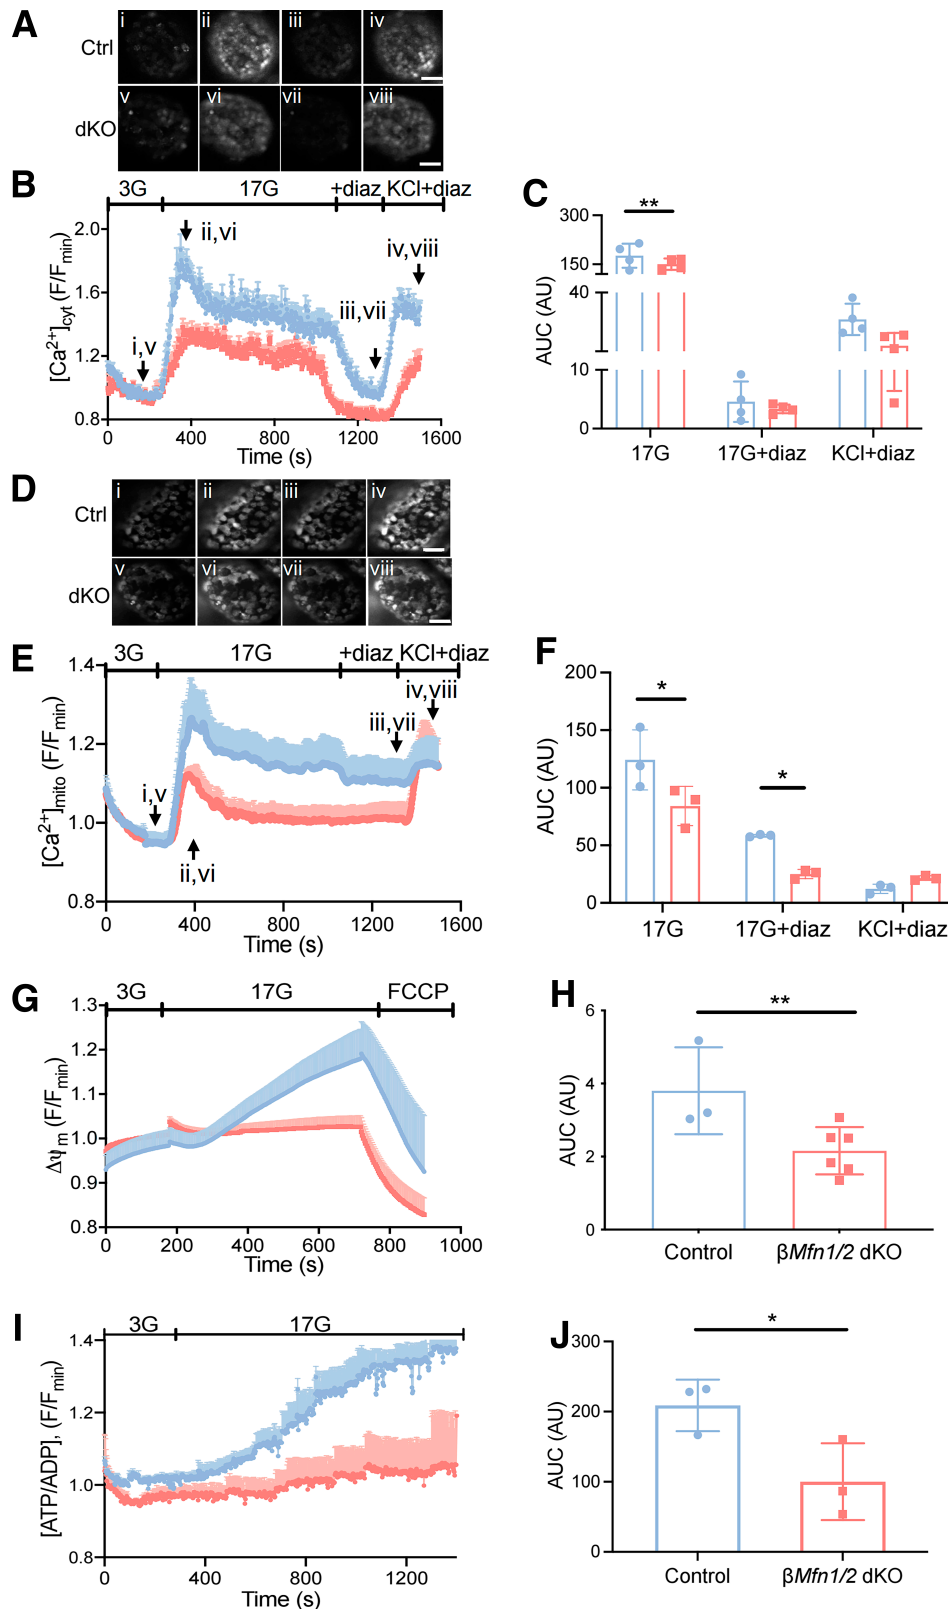 A
i ii iii iv
Ctrl
v vi vii viii
dKO
B
3G 17G +diaz KCl+diaz
[Ca2+]cyt (F/Fmin)
2.0
1.6
1.2
0.8
ii,vi
iv,viii
iii,vii
i,v
0 400 800 1200 1600
Time (s)
C
AUC (AU)
**
300
150
40
10
0
17G 17G+diaz KCl+diaz
D
i ii iii iv
Ctrl
v vi vii viii
dKO
E
3G 17G +diaz KCl+diaz
[Ca2+]mito (F/Fmin)
1.4
1.2
1.0
0.8
iv,viii
iii,vii
i,v
ii,vi
0 400 800 1200 1600
Time (s)
F
AUC (AU)
200
150
100
50
0
*
*
17G 17G+diaz KCl+diaz
G
3G 17G FCCP
Δψm (F/Fmin)
1.3
1.2
1.1
1.0
0.9
0.8
0 200 400 600 800 1000
Time (s)
H
**
AUC (AU)
6
4
2
0
Control βMfn1/2 dKO
I
3G 17G
[ATP/ADP], (F/Fmin)
1.4
1.2
1.0
0.8
0 400 800 1200
Time (s)
J
*
AUC (AU)
300
200
100
0
Control βMfn1/2 dKO